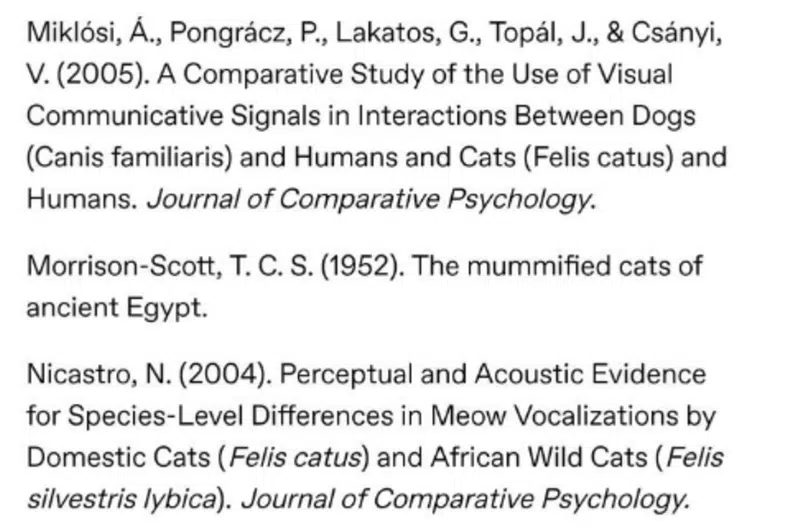 Miklósi, Á., Pongrácz, P., Lakatos, G., Topál, J., & Csányi,
V. (2005). A Comparative Study of the Use of Visual
Communicative Signals in Interactions Between Dogs
(Canis familiaris) and Humans and Cats (Felis catus) and
Humans. Journal of Comparative Psychology.
Morrison-Scott, T. C. S. (1952). The mummified cats of
ancient Egypt.
Nicastro, N. (2004). Perceptual and Acoustic Evidence
for Species-Level Differences in Meow Vocalizations by
Domestic Cats (Felis catus) and African Wild Cats (Felis
silvestris lybica). Journal of Comparative Psychology.